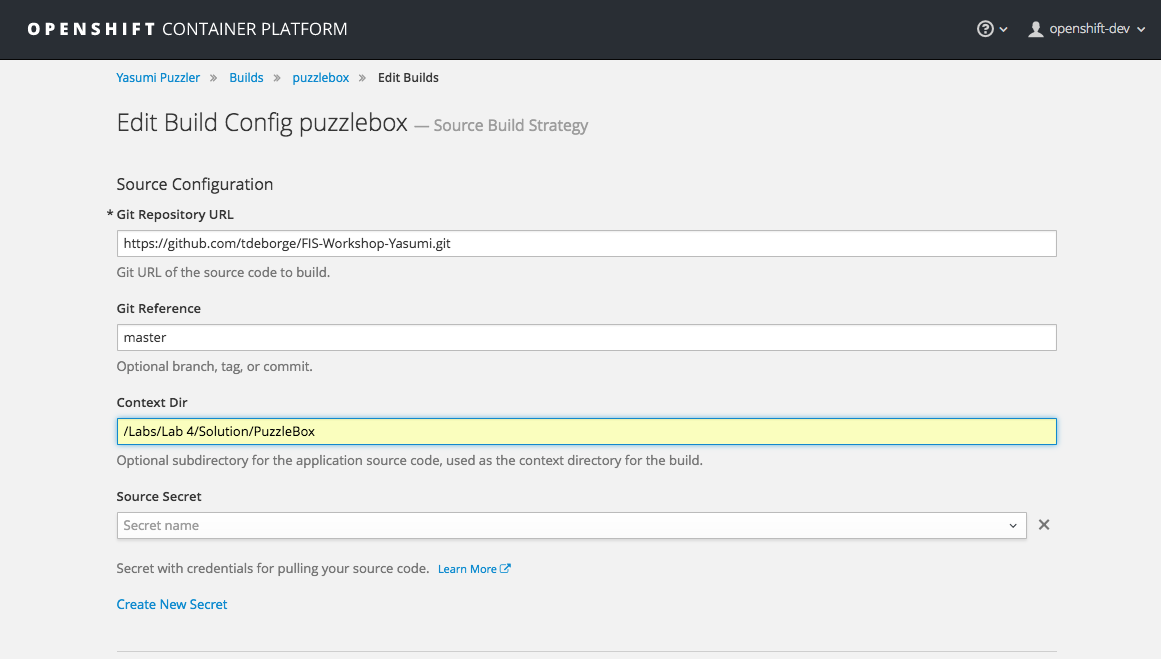 OPENSHIFT CONTAINER PLATFORM
openshift-dev
Yasumi Puzzler » Builds » puzzlebox » Edit Builds
Edit Build Config puzzlebox — Source Build Strategy
Source Configuration
* Git Repository URL
https://github.com/tdeborge/FIS-Workshop-Yasumi.git
Git URL of the source code to build.
Git Reference
master
Optional branch, tag, or commit.
Context Dir
/Labs/Lab 4/Solution/PuzzleBox
Optional subdirectory for the application source code, used as the context directory for the build.
Source Secret
Secret name
Secret with credentials for pulling your source code. Learn More
Create New Secret